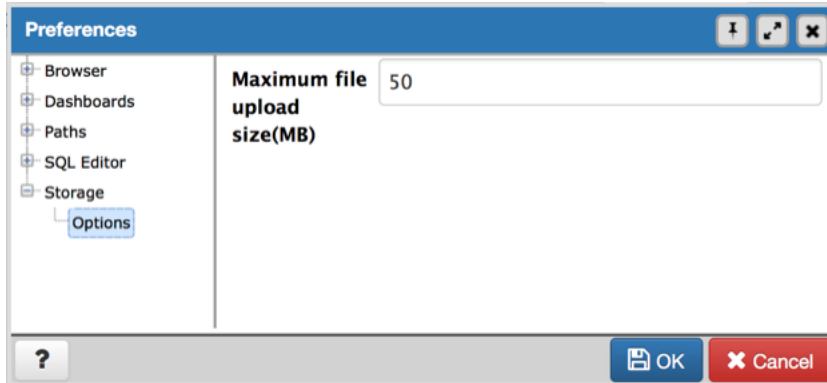 Preferences
Browser
Dashboards
Paths
SQL Editor
Storage
Options
Maximum file
upload
size(MB)
50
?
OK
Cancel